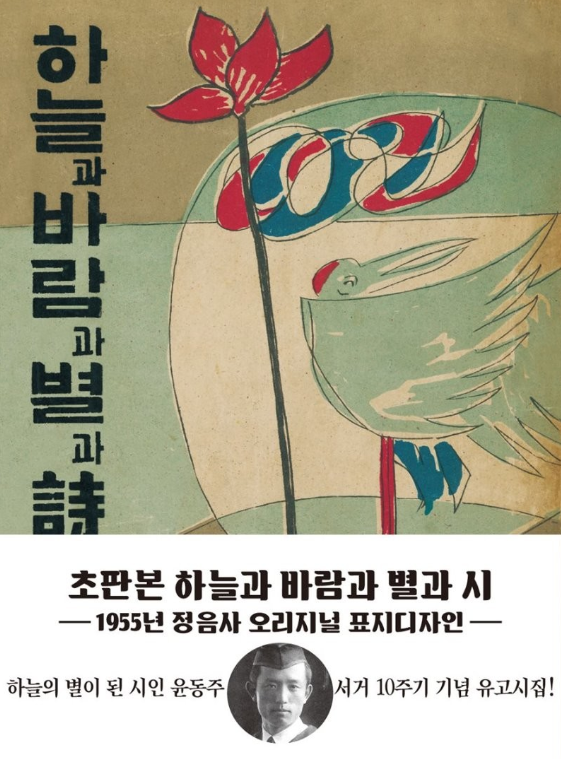 하늘과 바람과 별과 詩
초판본 하늘과 바람과 별과 시
— 1955년 정음사 오리지널 표지디자인 —
하늘의 별이 된 시인 윤동주 서거 10주기 기념 유고시집!